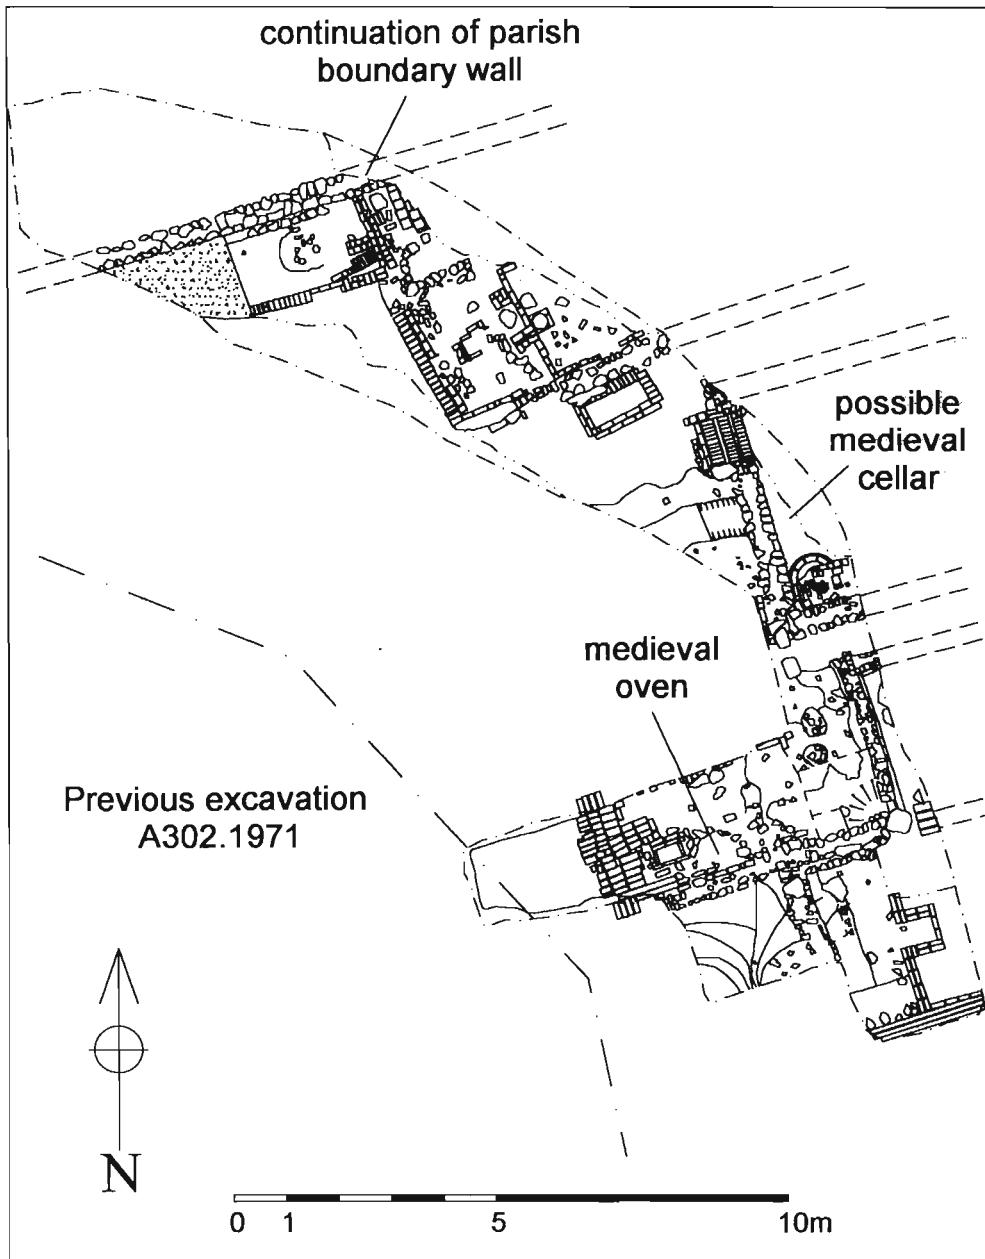 continuation of parish
boundary wall
possible
medieval
cellar
medieval
oven
Previous excavation
A302.1971
N
0 1 5 10m